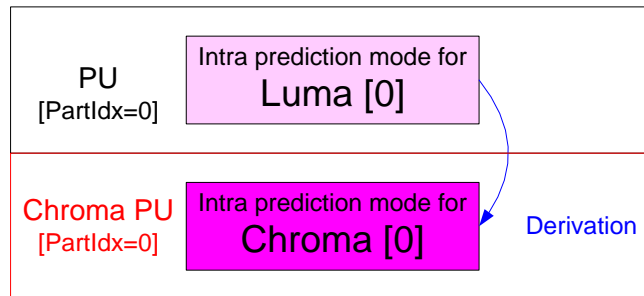 PU
[PartIdx=0]
Intra prediction mode for
Luma [0]
Chroma PU
[PartIdx=0]
Intra prediction mode for
Chroma [0]
Derivation